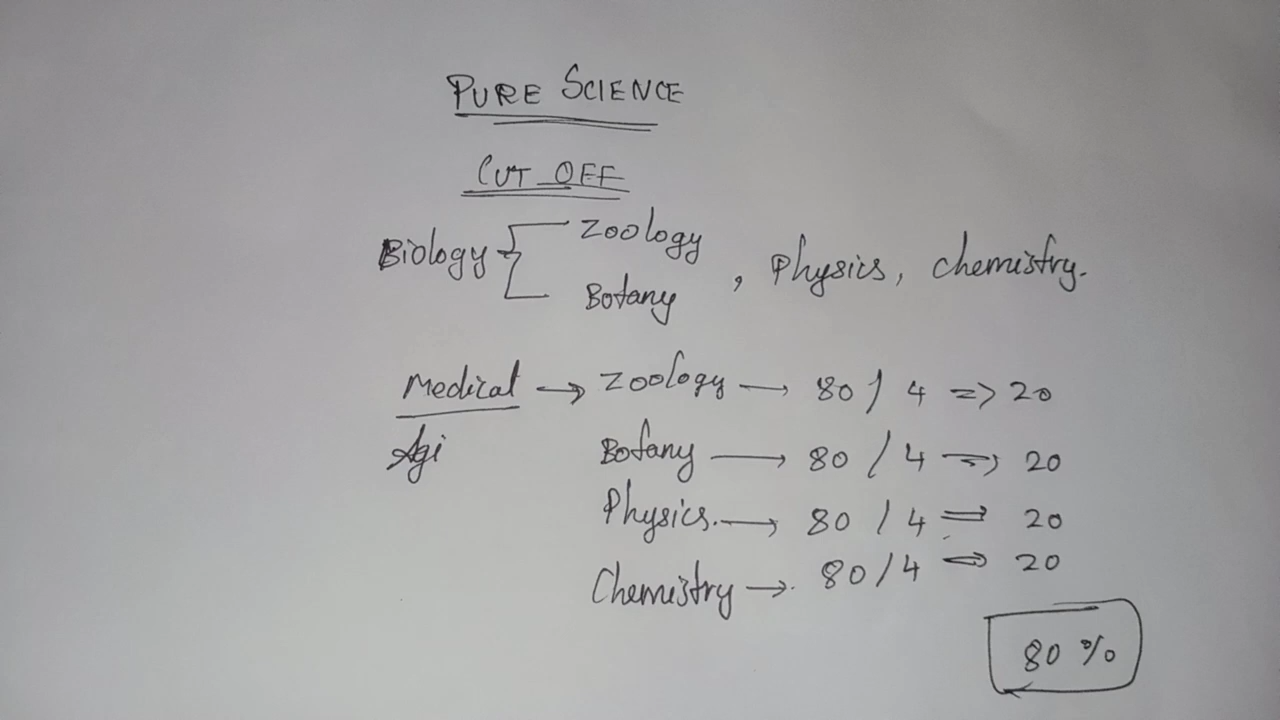 PURE SCIENCE
CUT OFF
Zoology
Biology , Physics, Chemistry.
Botany
Medical → Zoology → 80 / 4 => 20
Agi Botany → 80 / 4 => 20
Physics. → 80 / 4 => 20
Chemistry → 80 / 4 => 20
80 %